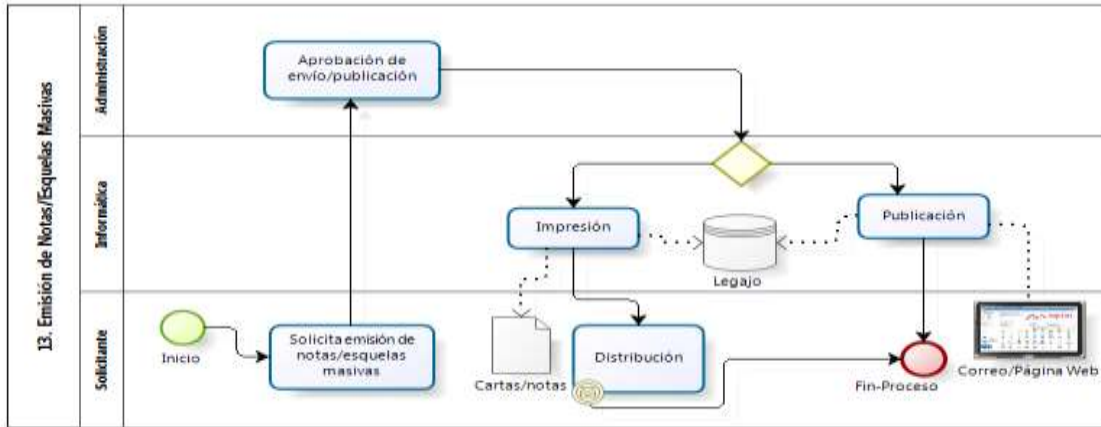 13. Emisión de Notas/Esquelas Masivas
Administración
Informática
Solicitante
Aprobación de
envío/publicación
Impresión
Publicación
Legajo
Inicio
Solicita emisión de
notas/esquelas
masivas
Cartas/notas
Distribución
Fin-Proceso
Correo/Página Web